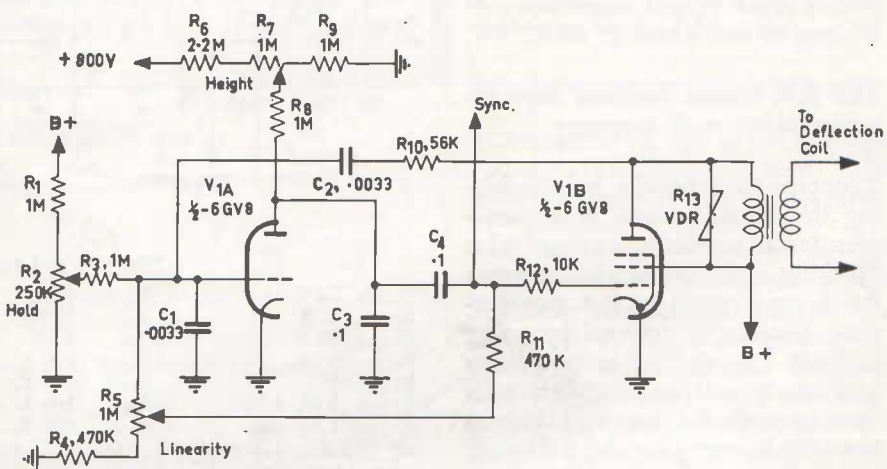 R6
2·2M
R7
1M
R9
1M
+800V
Height
R8
1M
B+
Sync.
To
Deflection
Coil
R10, 56K
C2, ·0033
R1
1M
V1A
½-6GV8
V1B
½-6GV8
R13
VDR
R2
250K
Hold
R3, 1M
C4
·1
R12, 10K
C1
·0033
C3
·1
R11
470K
B+
R5
1M
R4, 470K
Linearity